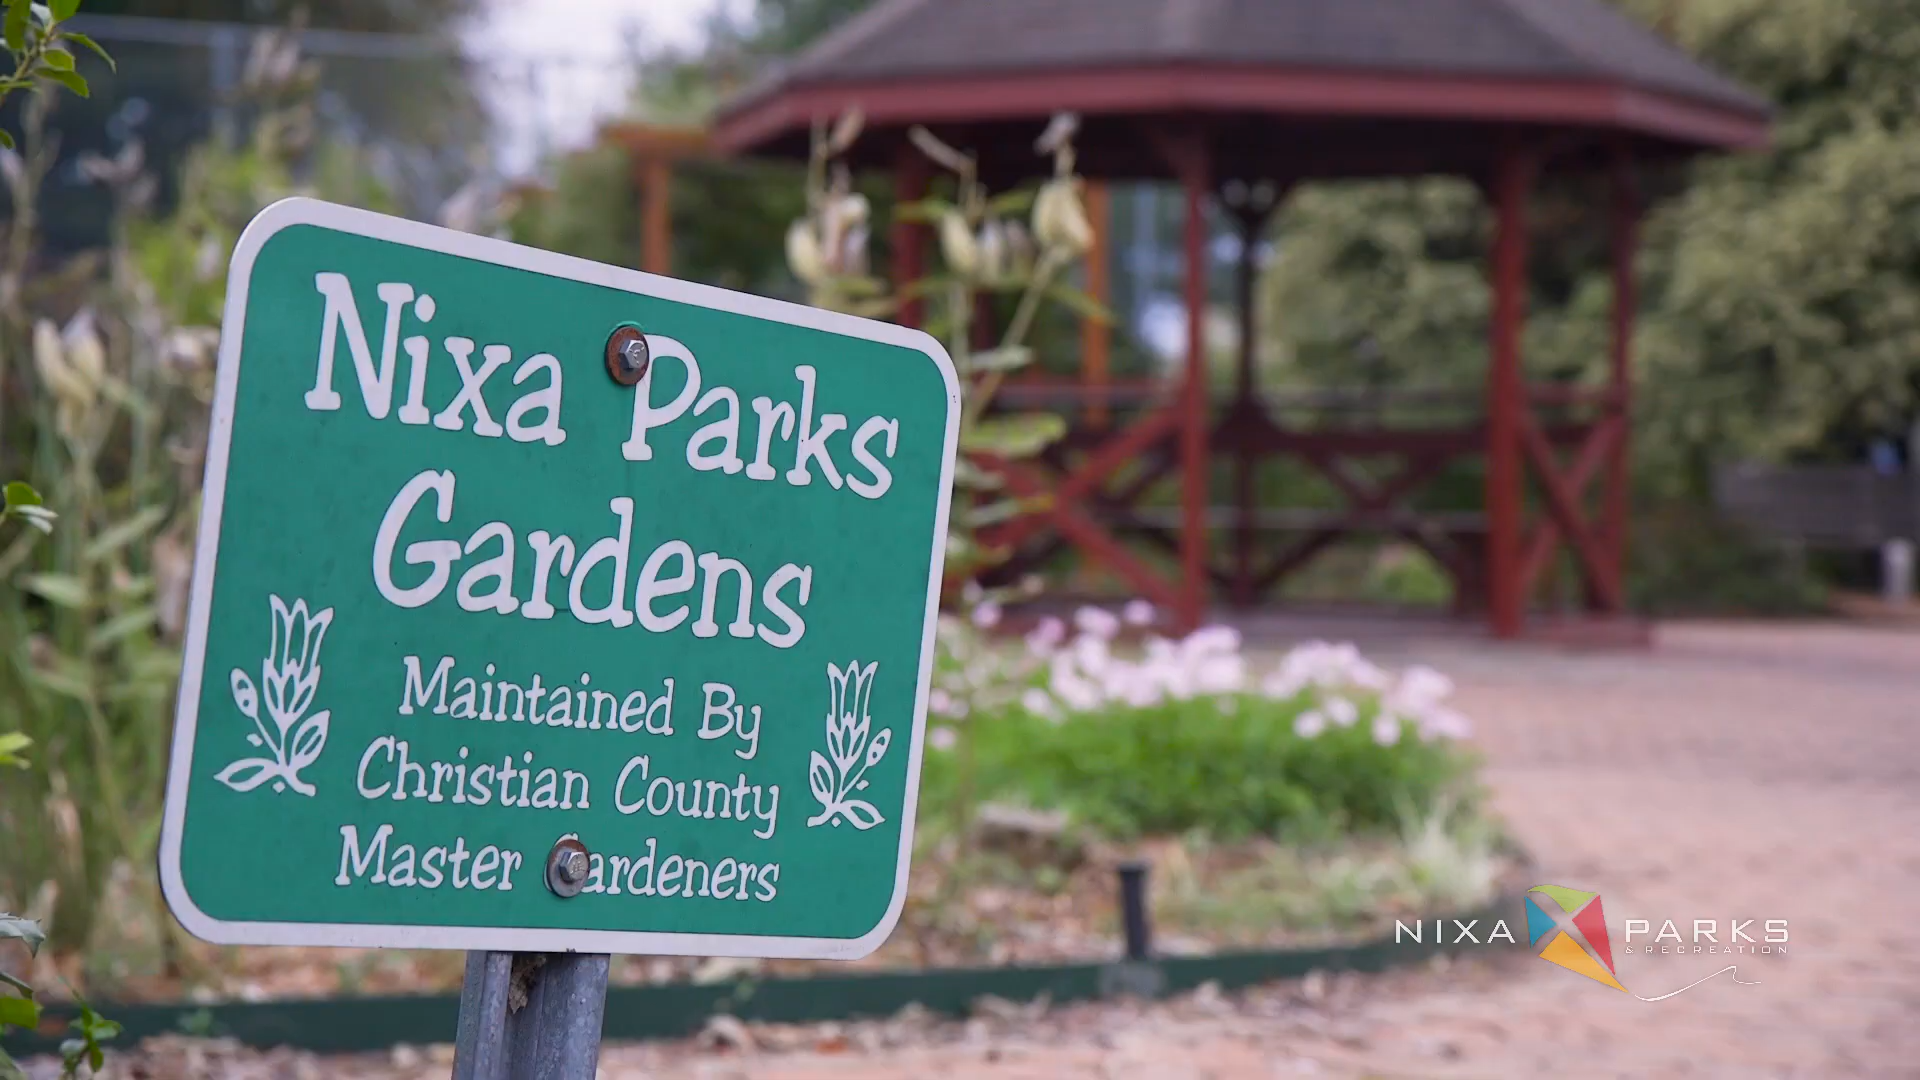 Nixa Parks
Gardens
Maintained By
Christian County
Master Gardeners
NIXA PARKS
& RECREATION